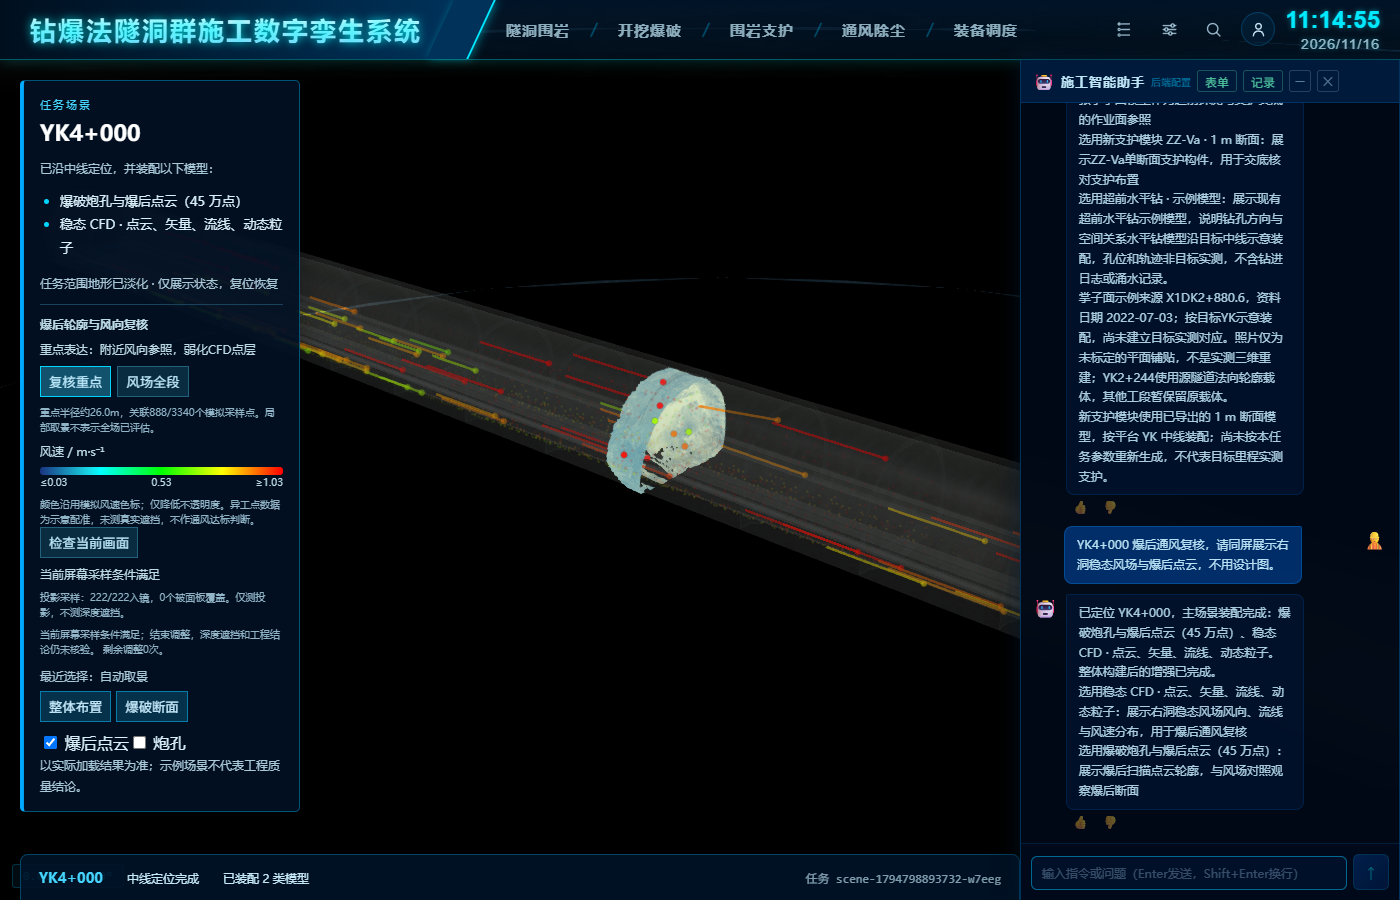 钻爆法隧洞群施工数字孪生系统
隧洞围岩
开挖爆破
围岩支护
通风除尘
装备调度
11:14:55
2026/11/16
任务场景
YK4+000
已沿中线定位，并装配以下模型：
爆破炮孔与爆后点云（45 万点）
稳态 CFD · 点云、矢量、流线、动态粒
子
任务范围地形已淡化 · 仅展示状态，复位恢复
爆后轮廓与风向复核
重点表达：附近风向参照，弱化CFD点层
复核重点
风场全段
重点半径约26.0m，关联888/3340个模拟采样点。局
部取景不表示全场已评估。
风速 / m·s⁻¹
≤0.03
0.53
≥1.03
颜色沿用模拟风速色标；仅降低不透明度。异工点数据
为示意配准，未测真实遮挡，不作通风达标判断。
检查当前画面
当前屏幕采样条件满足
投影采样：222/222入镜，0个被面板覆盖。仅测投
影，不测深度遮挡。
当前屏幕采样条件满足；结束调整，深度遮挡和工程结
论仍未核验。 剩余调整0次。
最近选择：自动取景
整体布置
爆破断面
爆后点云
炮孔
以实际加载结果为准；示例场景不代表工程质
量结论。
YK4+000
中线定位完成
已装配 2 类模型
任务 scene-1794798893732-w7eeg
施工智能助手
后端配置
表单
记录
的作业面参照
选用新支护模块 ZZ-Va · 1 m 断面：展
示ZZ-Va单断面支护构件，用于交底核
对支护布置
选用超前水平钻 · 示例模型：展示现有
超前水平钻示例模型，说明钻孔方向与
空间关系水平钻模型沿目标中线示意装
配，孔位和轨迹非目标实测，不含钻进
日志或涌水记录。
掌子面示例来源 X1DK2+880.6，资料
日期 2022-07-03；按目标YK示意装
配，尚未建立目标实测对应。照片仅为
未标定的平面铺贴，不是实测三维重
建；YK2+244使用源隧道法向轮廓载
体，其他工段暂保留原载体。
新支护模块使用已导出的 1 m 断面模
型，按平台 YK 中线装配；尚未按本任
务参数重新生成，不代表目标里程实测
支护。
YK4+000 爆后通风复核，请同屏展示右
洞稳态风场与爆后点云，不用设计图。
已定位 YK4+000，主场景装配完成：爆
破炮孔与爆后点云（45 万点）、稳态
CFD · 点云、矢量、流线、动态粒子。
整体构建后的增强已完成。
选用稳态 CFD · 点云、矢量、流线、动
态粒子：展示右洞稳态风场风向、流线
与风速分布，用于爆后通风复核
选用爆破炮孔与爆后点云（45 万点）：
展示爆后扫描点云轮廓，与风场对照观
察爆后断面
输入指令或问题（Enter发送，Shift+Enter换行）